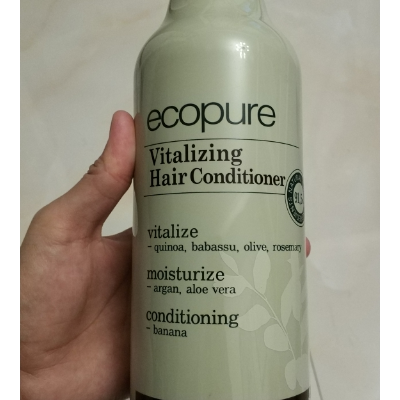 ecopure
Vitalizing
Hair Conditioner
vitalize
- quinoa, babassu, olive, rosemary
moisturize
- argan, aloe vera
conditioning
- banana